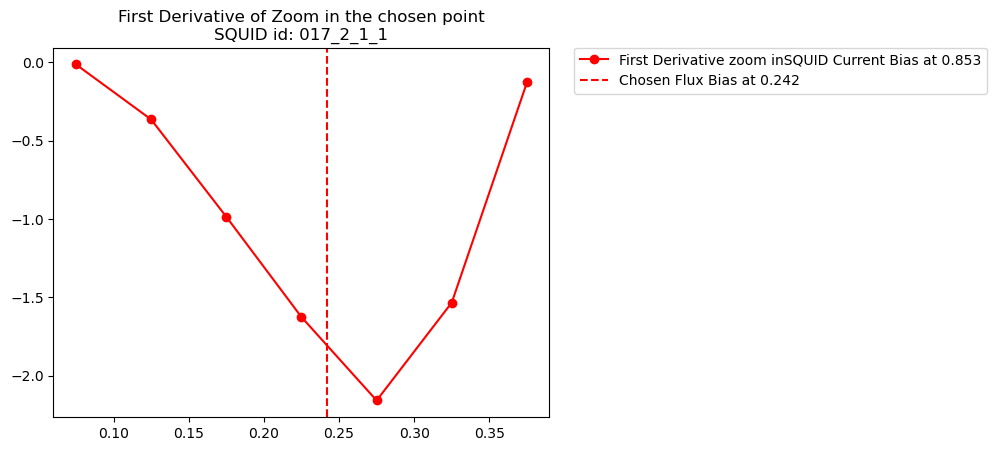 First Derivative of Zoom in the chosen point
SQUID id: 017_2_1_1
First Derivative zoom inSQUID Current Bias at 0.853
Chosen Flux Bias at 0.242
0.0
−0.5
−1.0
−1.5
−2.0
0.10 0.15 0.20 0.25 0.30 0.35